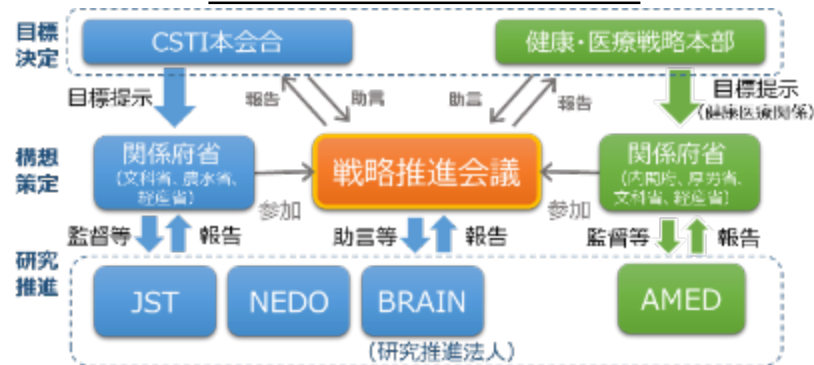 目標
決定
CSTI本会合
健康・医療戦略本部
目標提示
報告
助言
助言
報告
目標提示
(健康医療関係)
構想
策定
関係府省
(文科省、農水省、
経産省)
戦略推進会議
関係府省
(内閣府、厚労省、
文科省、経産省)
参加
参加
監督等
報告
助言等
報告
監督等
報告
研究
推進
JST
NEDO
BRAIN
AMED
(研究推進法人)